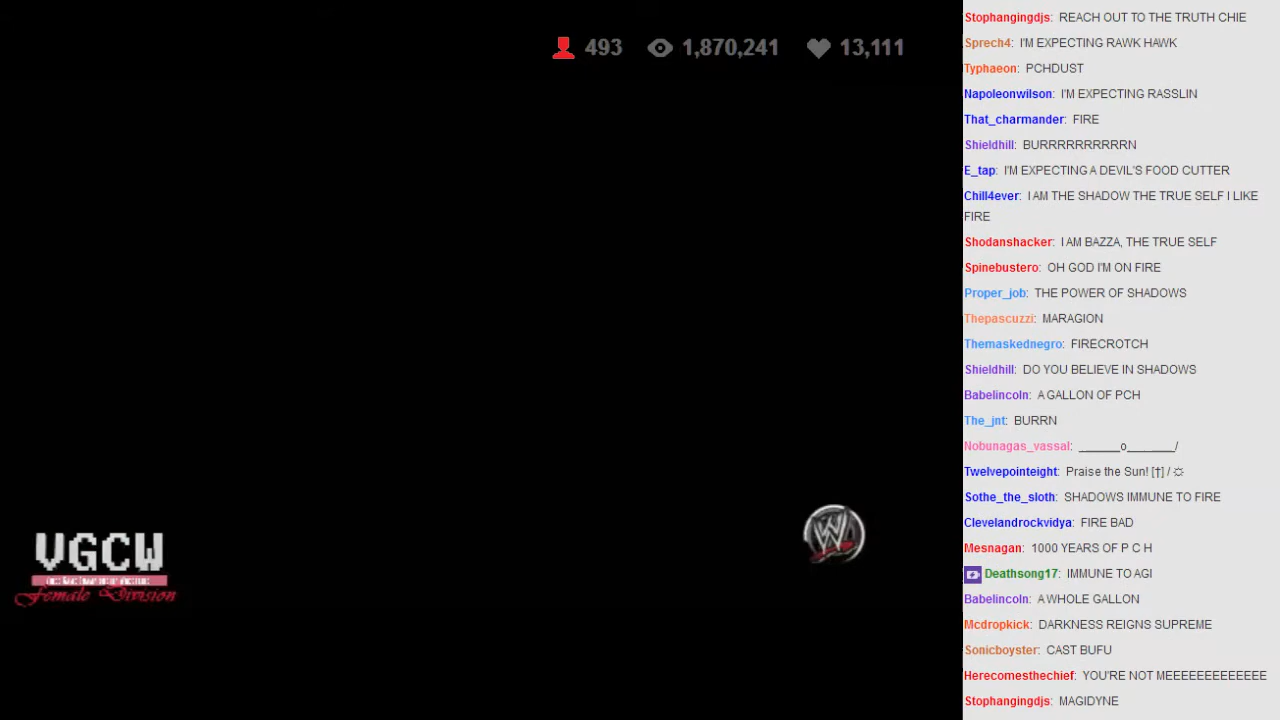 493 1,870,241 13,111
Stophangingdjs: REACH OUT TO THE TRUTH CHIE
Sprech4: I'M EXPECTING RAWK HAWK
Typhaeon: PCHDUST
Napoleonwilson: I'M EXPECTING RASSLIN
That_charmander: FIRE
Shieldhill: BURRRRRRRRRRN
E_tap: I'M EXPECTING A DEVIL'S FOOD CUTTER
Chill4ever: I AM THE SHADOW THE TRUE SELF I LIKE
FIRE
Shodanshacker: I AM BAZZA, THE TRUE SELF
Spinebustero: OH GOD I'M ON FIRE
Proper_job: THE POWER OF SHADOWS
Thepascuzzi: MARAGION
Themaskednegro: FIRECROTCH
Shieldhill: DO YOU BELIEVE IN SHADOWS
Babelincoln: A GALLON OF PCH
The_jnt: BURRN
Nobunagas_vassal: ______o_______/
Twelvepointeight: Praise the Sun! [†] / ☼
Sothe_the_sloth: SHADOWS IMMUNE TO FIRE
Clevelandrockvidya: FIRE BAD
Mesnagan: 1000 YEARS OF P C H
Deathsong17: IMMUNE TO AGI
Babelincoln: A WHOLE GALLON
Mcdropkick: DARKNESS REIGNS SUPREME
Sonicboyster: CAST BUFU
Herecomesthechief: YOU'RE NOT MEEEEEEEEEEEEE
Stophangingdjs: MAGIDYNE
VGCW
Female Division
W